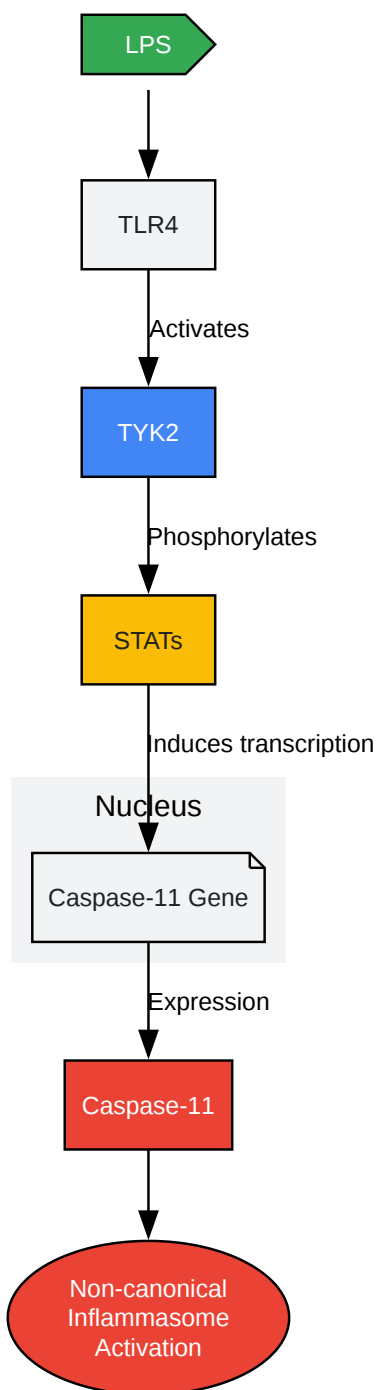 LPS
TLR4
Activates
TYK2
Phosphorylates
STATs
Induces transcription
Nucleus
Caspase-11 Gene
Expression
Caspase-11
Non-canonical
Inflammasome
Activation